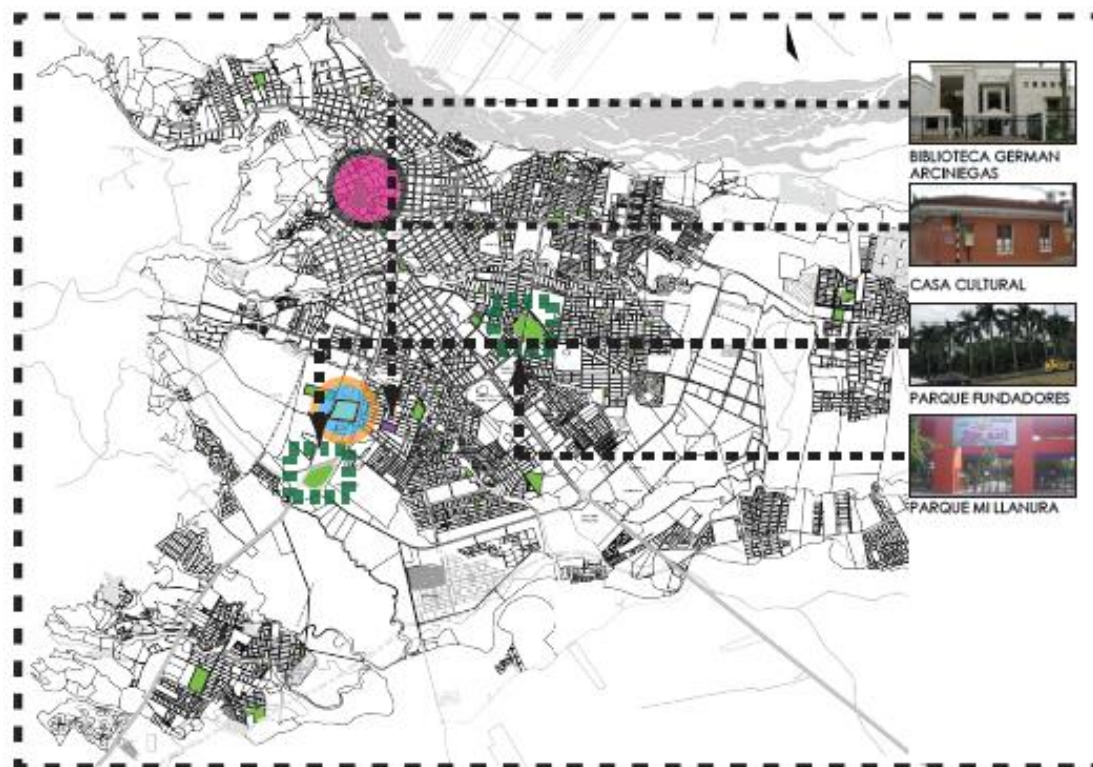 BIBLIOTECA GERMAN
ARCINIEGAS
CASA CULTURAL
PARQUE FUNDADORES
PARQUE MI LLANURA